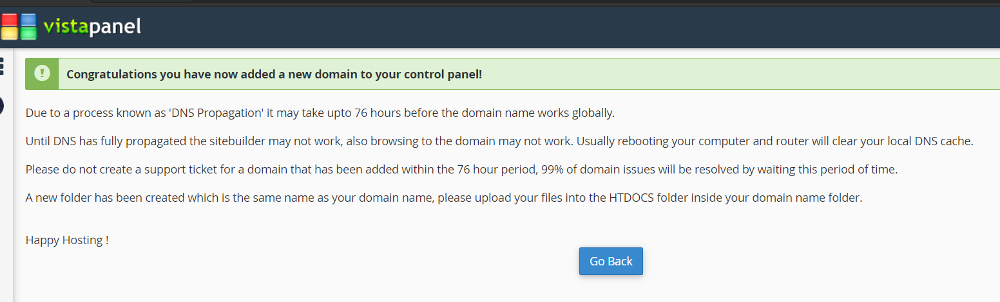 vistapanel
Congratulations you have now added a new domain to your control panel!
Due to a process known as 'DNS Propagation' it may take upto 76 hours before the domain name works globally.
Until DNS has fully propagated the sitebuilder may not work, also browsing to the domain may not work. Usually rebooting your computer and router will clear your local DNS cache.
Please do not create a support ticket for a domain that has been added within the 76 hour period, 99% of domain issues will be resolved by waiting this period of time.
A new folder has been created which is the same name as your domain name, please upload your files into the HTDOCS folder inside your domain name folder.
Happy Hosting !
Go Back